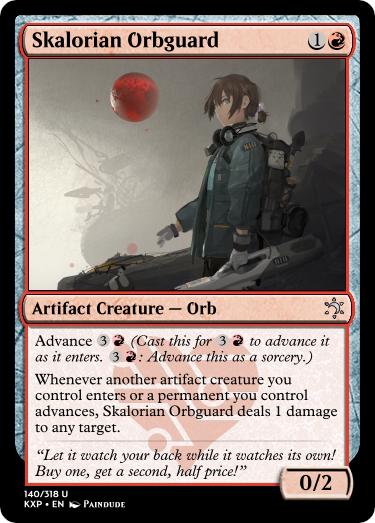 Skalorian Orbguard 1
Artifact Creature — Orb
Advance 3 (Cast this for 3 to advance it
as it enters. 3 : Advance this as a sorcery.)
Whenever another artifact creature you
control enters or a permanent you control
advances, Skalorian Orbguard deals 1 damage
to any target.
“Let it watch your back while it watches its own!
Buy one, get a second, half price!”
0/2
140/318 U
KXP • EN Paindude